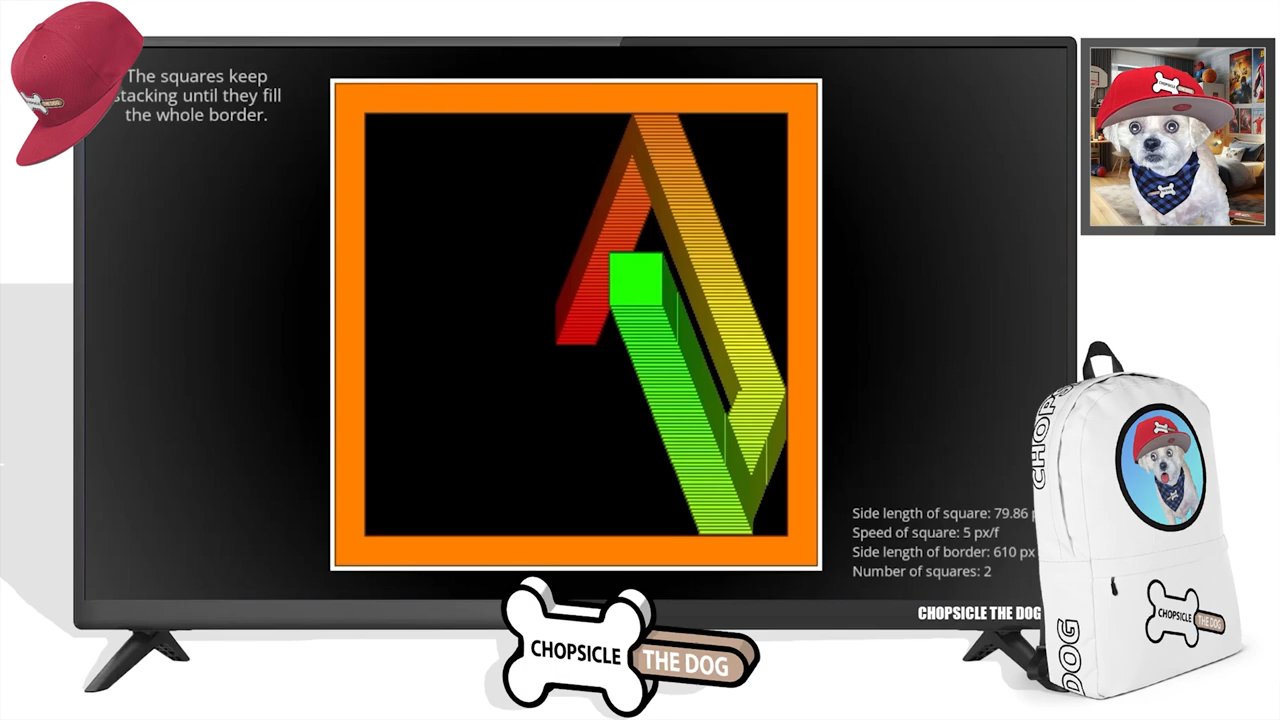 The squares keep
stacking until they fill
the whole border.
Side length of square: 79.86
Speed of square: 5 px/f
Side length of border: 610 px
Number of squares: 2
CHOPSICLE THE DOG
CHOPSICLE THE DOG
CHOPS
DOG
CHOPSICLE THE DOG